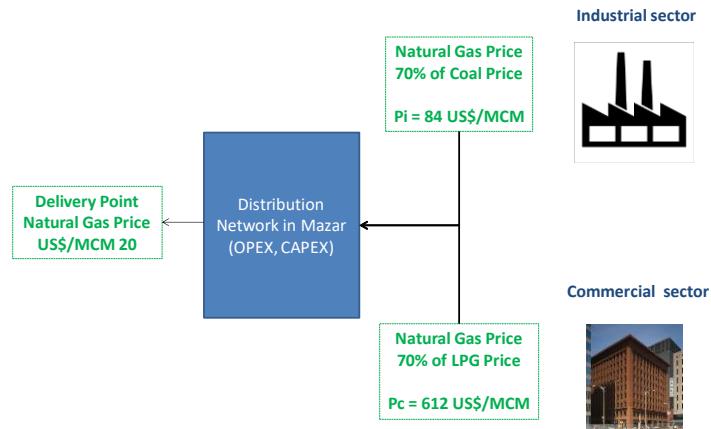 Industrial sector
Natural Gas Price
70% of Coal Price
Pi = 84 US$/MCM
Distribution
Network in Mazar
(OPEX, CAPEX)
Delivery Point
Natural Gas Price
US$/MCM 20
Commercial sector
Natural Gas Price
70% of LPG Price
Pc = 612 US$/MCM